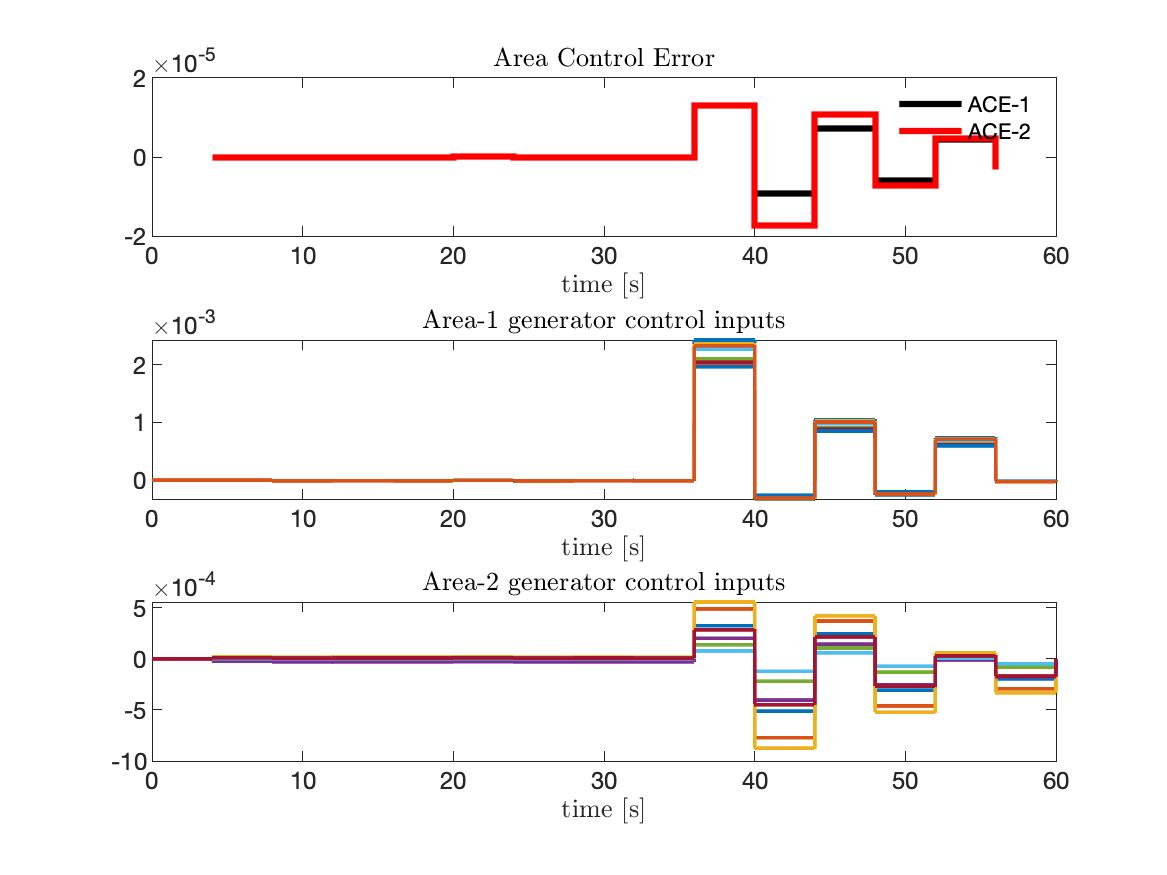 Area Control Error
×10-5
2
0
-2
ACE-1
ACE-2
0 10 20 30 40 50 60
time [s]
Area-1 generator control inputs
×10-3
2
1
0
0 10 20 30 40 50 60
time [s]
Area-2 generator control inputs
×10-4
5
0
-5
-10
0 10 20 30 40 50 60
time [s]